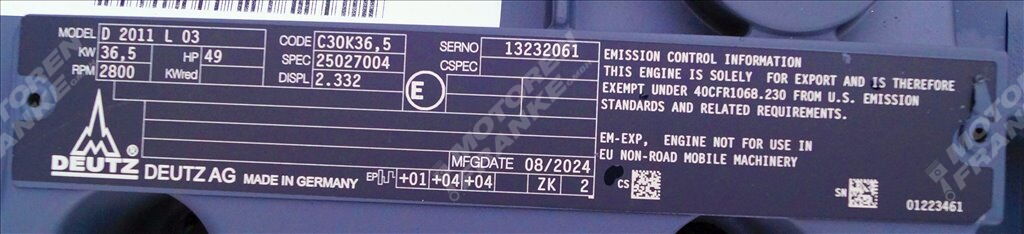 MODEL D 2011 L 03
KW 36,5 HP 49
RPM 2800 KWred
CODE C30K36,5
SPEC 25027004
DISPL 2.332
SERNO 13232061
CSPEC
E
EMISSION CONTROL INFORMATION
THIS ENGINE IS SOLELY FOR EXPORT AND IS THEREFORE
EXEMPT UNDER 40CFR1068.230 FROM U.S. EMISSION
STANDARDS AND RELATED REQUIREMENTS.
EM-EXP, ENGINE NOT FOR USE IN
EU NON-ROAD MOBILE MACHINERY
MFGDATE 08/2024
DEUTZ
DEUTZ AG MADE IN GERMANY
EP +01 +04 +04 ZK 2
CS
SN
01223461
MOTOREN
FRANKE.COM